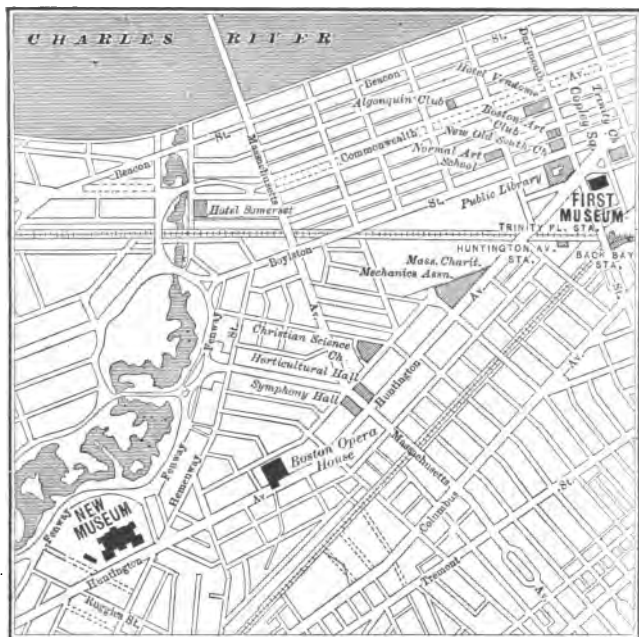 CHARLES RIVER
Beacon St.
Hotel Vendome
Dartmouth
Av.
Algonquin Club
Commonwealth
Boston Art
Club
Copley Sq.
Trinity Ch.
New Old South Ch.
Normal Art
School
Public Library
St.
FIRST
MUSEUM
Beacon St.
Massachusetts
Hotel Somerset
TRINITY PL. STA.
HUNTINGTON AV.
STA.
BACK BAY
STA.
Boylston
Mass. Charit.
Mechanics Assn.
Av.
Av.
Av.
Fenway
St.
Christian Science
Ch.
Horticultural Hall
Symphony Hall
Huntington
Massachusetts
Boston Opera
House
Fenway
Hemenway
Av.
Columbus
St.
Fenway
NEW
MUSEUM
Huntington
Tremont
Av.
Ruggles St.